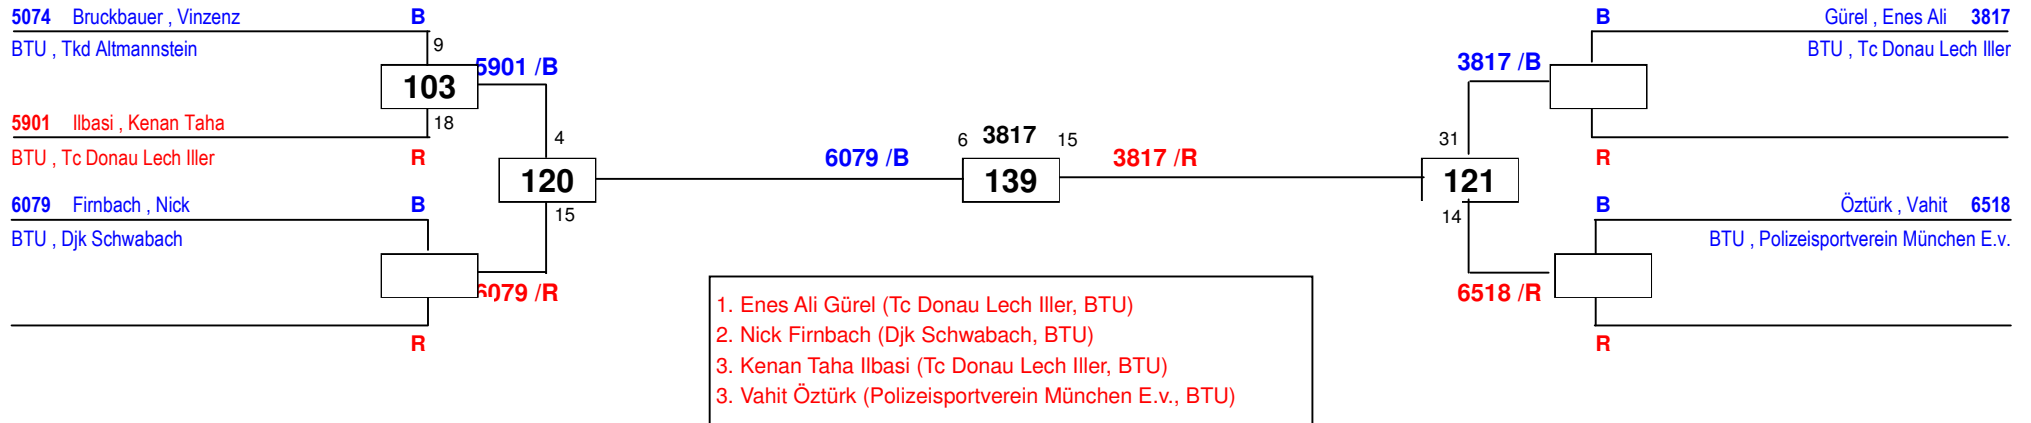 5074 Bruckbauer , Vinzenz B
BTU , Tkd Altmannstein
9
5901 /B
103
5901 Ilbasi , Kenan Taha
18
BTU , Tc Donau Lech Iller R
4
120
15
6079 Firnbach , Nick B
BTU , Djk Schwabach
6079 /R
R
6079 /B
6 3817 15
139
3817 /R
B Gürel , Enes Ali 3817
BTU , Tc Donau Lech Iller
3817 /B
31
R
121
14
B Öztürk , Vahit 6518
BTU , Polizeisportverein München E.v.
6518 /R
R
1. Enes Ali Gürel (Tc Donau Lech Iller, BTU)
2. Nick Firnbach (Djk Schwabach, BTU)
3. Kenan Taha Ilbasi (Tc Donau Lech Iller, BTU)
3. Vahit Öztürk (Polizeisportverein München E.v., BTU)